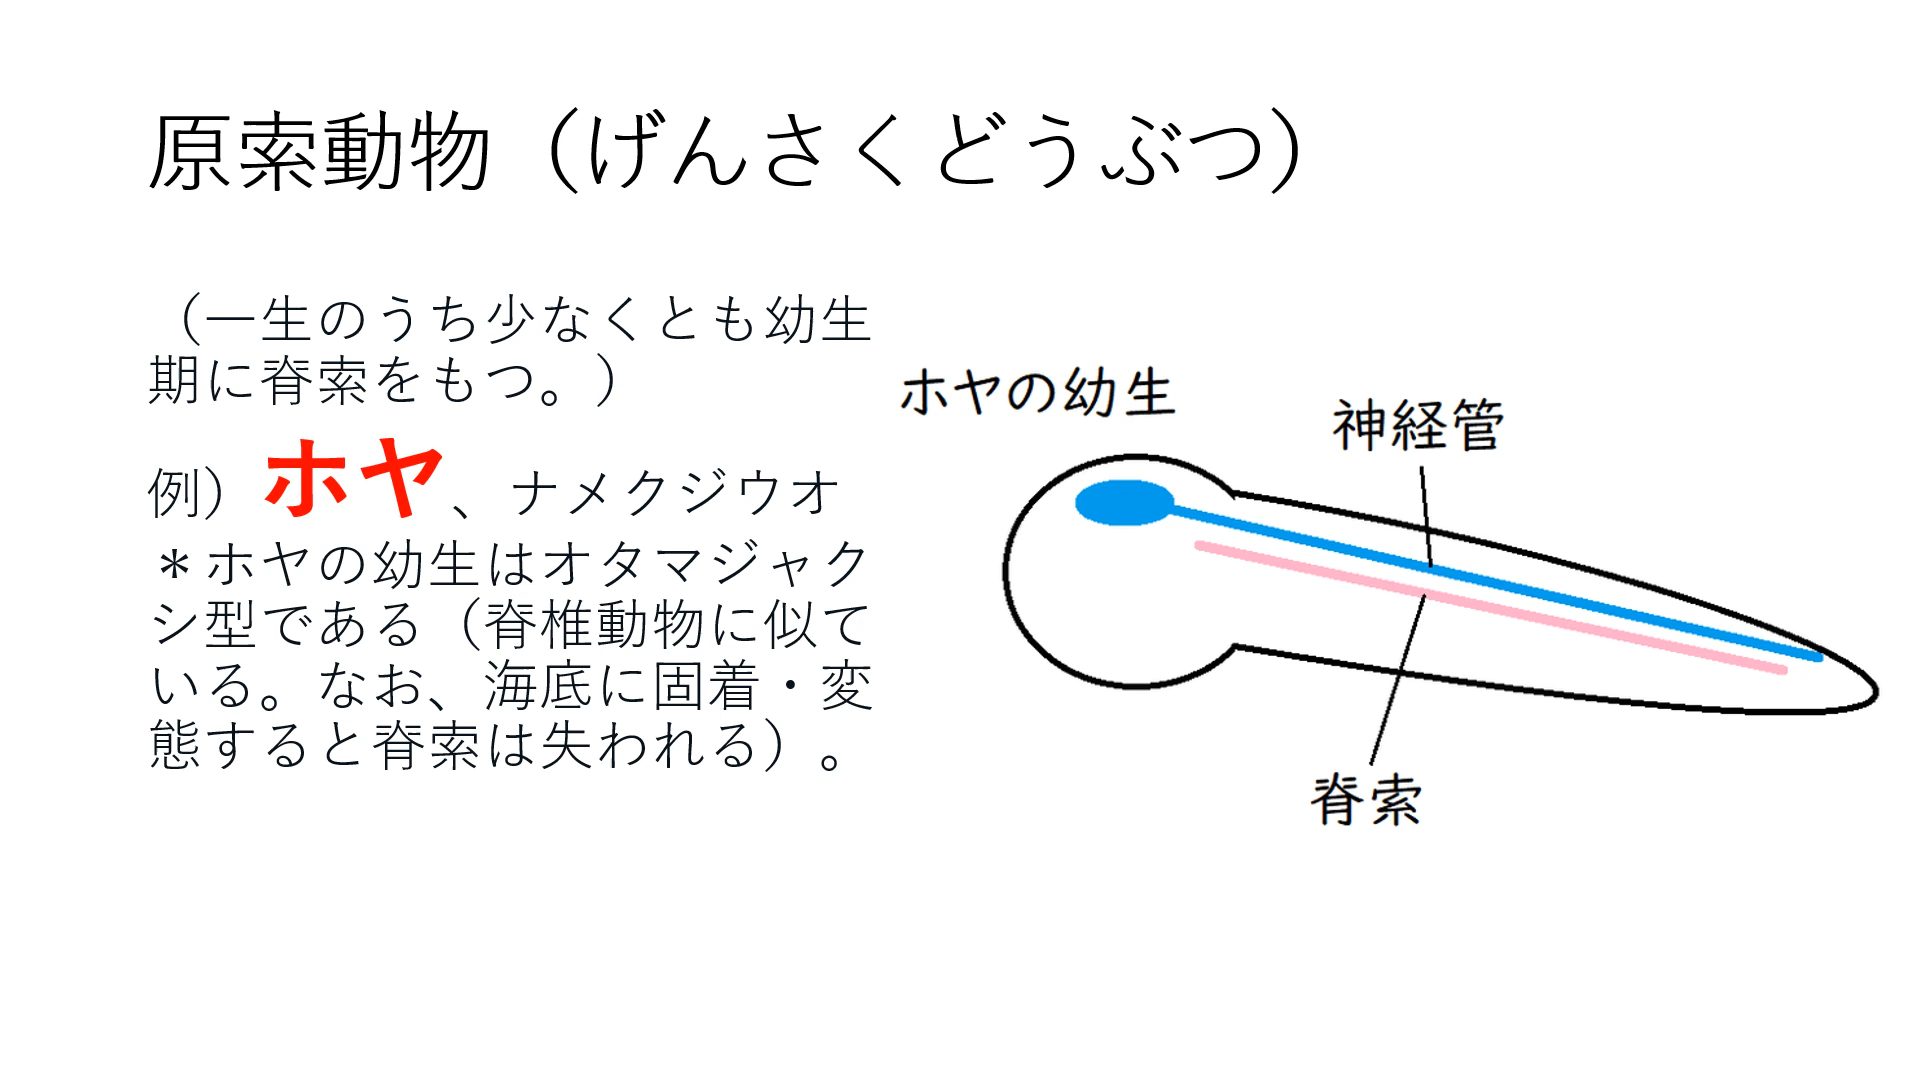 原索動物（げんさくどうぶつ）
（一生のうち少なくとも幼生
期に脊索をもつ。）
例）ホヤ、ナメクジウオ
＊ホヤの幼生はオタマジャク
シ型である（脊椎動物に似て
いる。なお、海底に固着・変
態すると脊索は失われる）。
ホヤの幼生
神経管
脊索